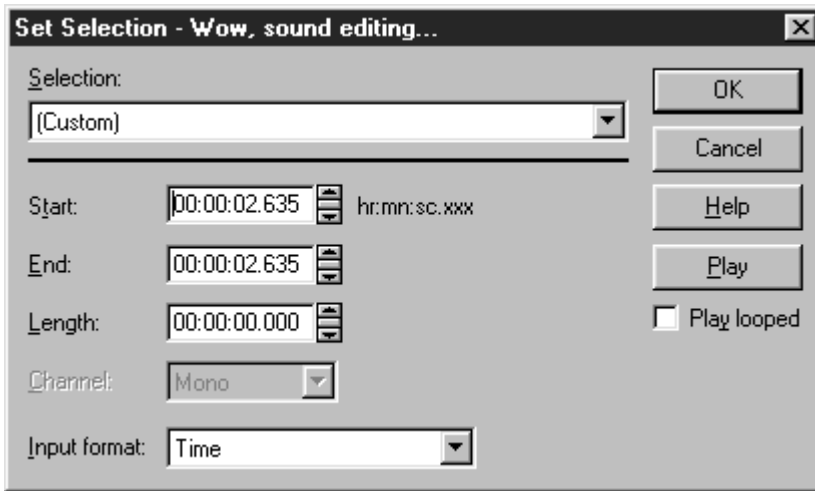 Set Selection - Wow, sound editing...
Selection:
(Custom)
OK
Cancel
Start:
00:00:02.635
hr:mn:sc.xxx
Help
End:
00:00:02.635
Play
Length:
00:00:00.000
Play looped
Channel:
Mono
Input format:
Time